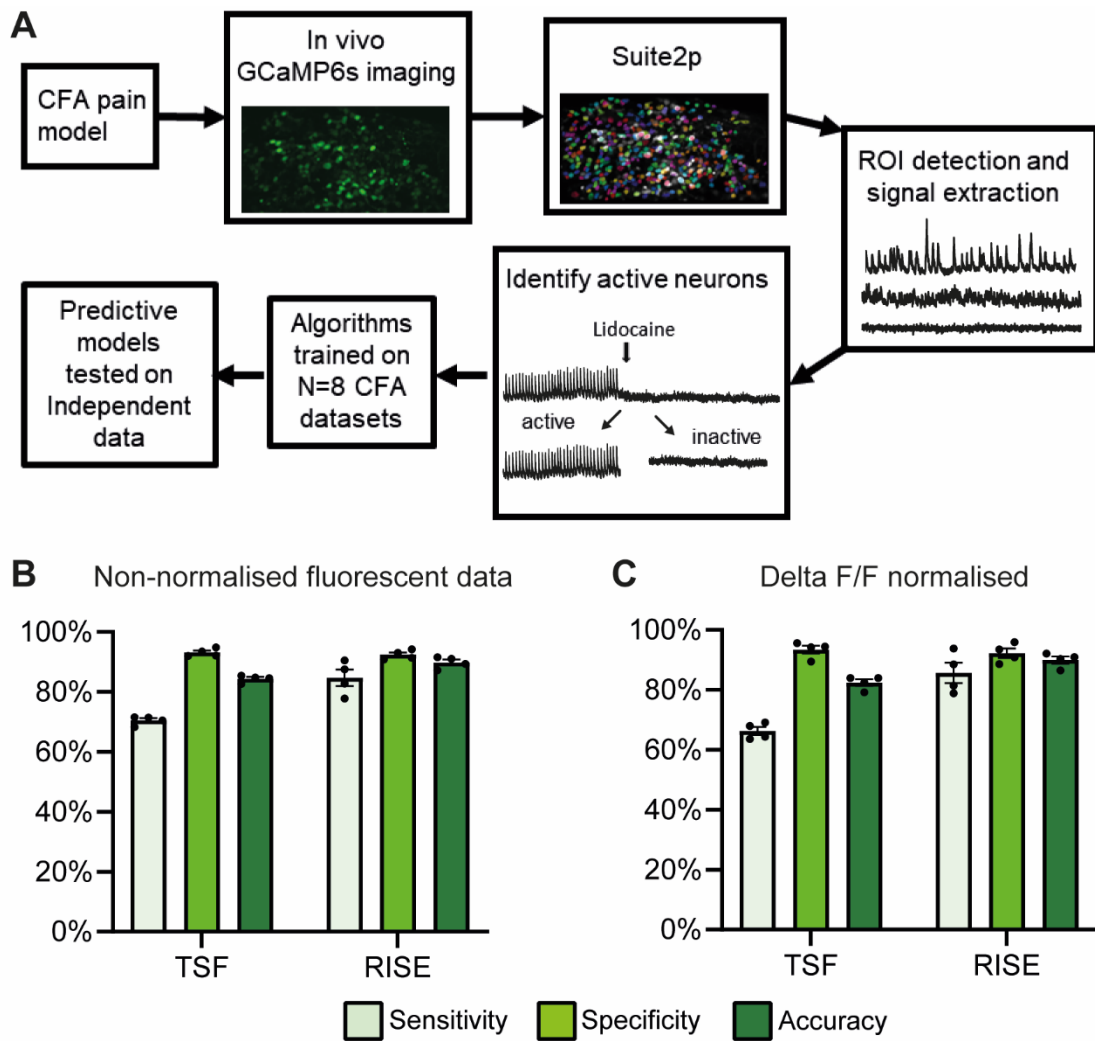 A
CFA pain
model
In vivo
GCaMP6s imaging
Suite2p
ROI detection and
signal extraction
Identify active neurons
Lidocaine
active
inactive
Algorithms
trained on
N=8 CFA
datasets
Predictive
models
tested on
Independent
data
B Non-normalised fluorescent data
100%
80%
60%
40%
20%
0%
TSF RISE
C Delta F/F normalised
100%
80%
60%
40%
20%
0%
TSF RISE
Sensitivity Specificity Accuracy